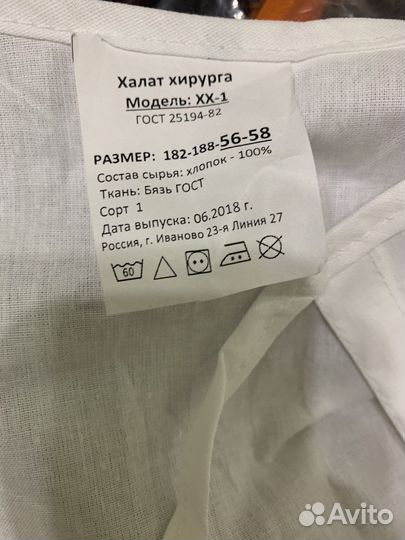 Халат хирурга
Модель: ХХ-1
ГОСТ 25194-82
РАЗМЕР: 182-188-56-58
Состав сырья: хлопок - 100%
Ткань: Бязь ГОСТ
Сорт 1
Дата выпуска: 06.2018 г.
Россия, г. Иваново 23-я Линия 27
60
Avito